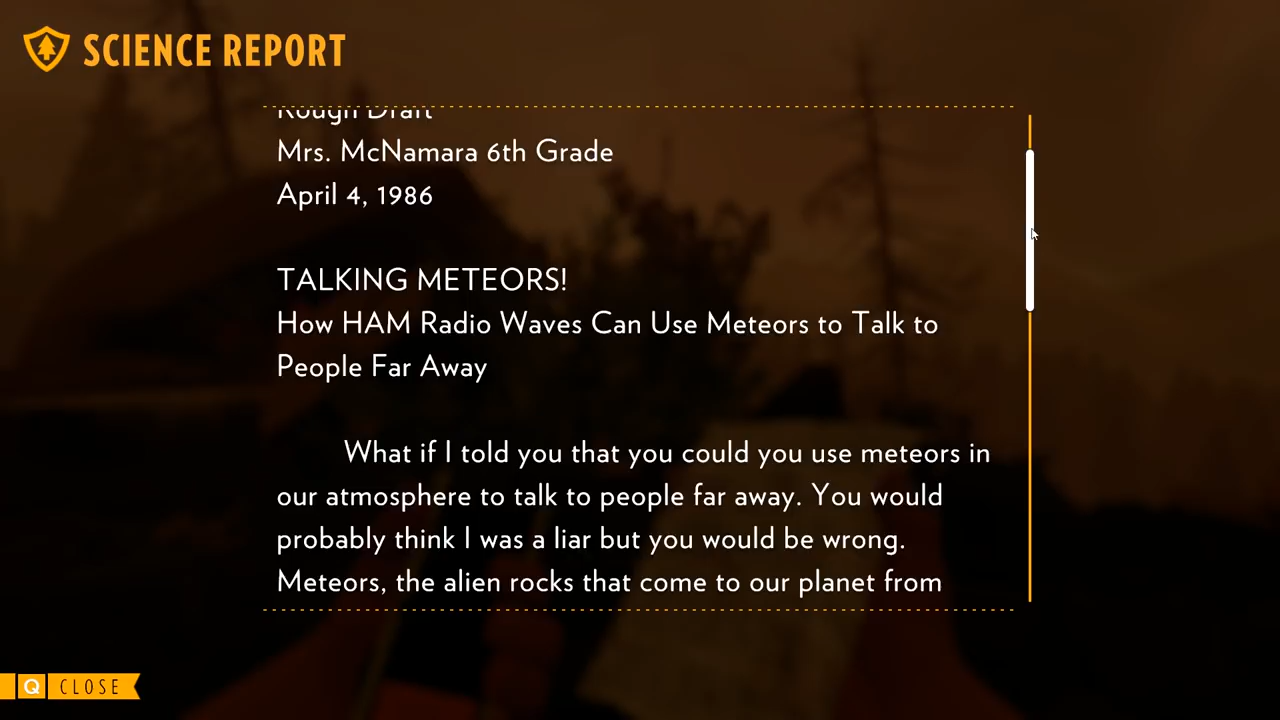 SCIENCE REPORT
Rough Draft
Mrs. McNamara 6th Grade
April 4, 1986
TALKING METEORS!
How HAM Radio Waves Can Use Meteors to Talk to
People Far Away
What if I told you that you could you use meteors in
our atmosphere to talk to people far away. You would
probably think I was a liar but you would be wrong.
Meteors, the alien rocks that come to our planet from
Q CLOSE